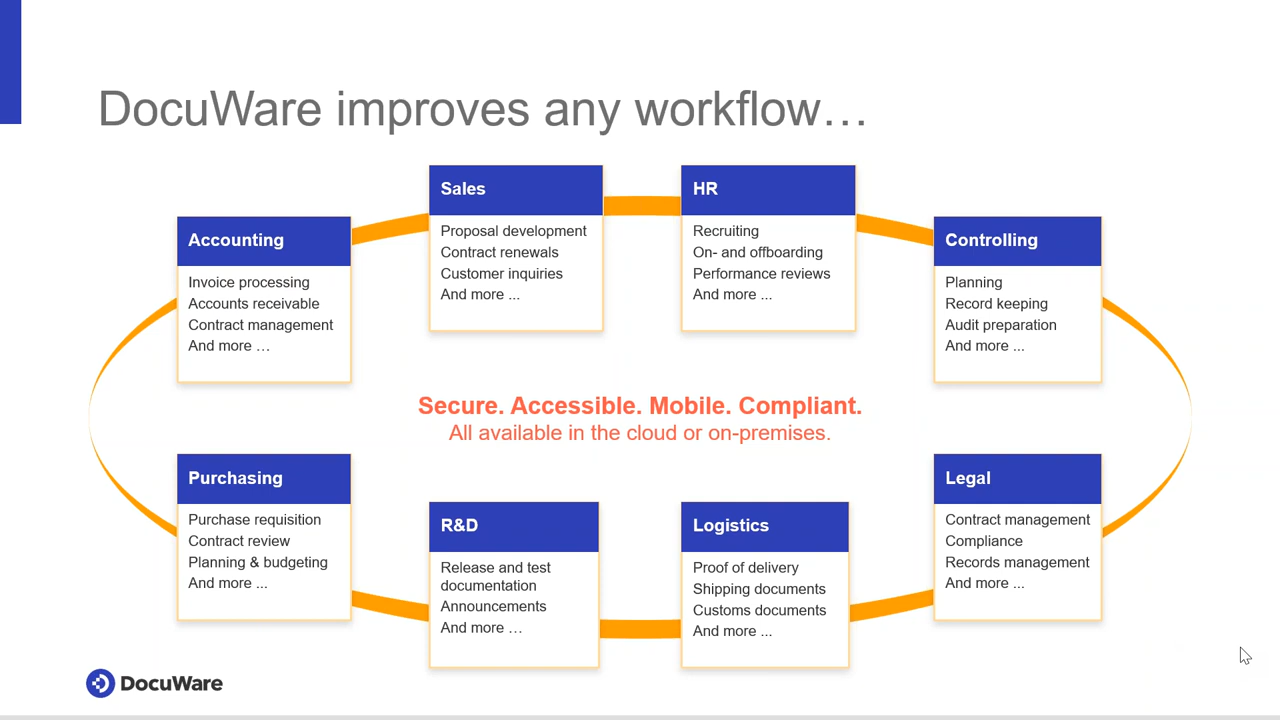 DocuWare improves any workflow…
Accounting
Invoice processing
Accounts receivable
Contract management
And more …
Sales
Proposal development
Contract renewals
Customer inquiries
And more ...
HR
Recruiting
On- and offboarding
Performance reviews
And more ...
Controlling
Planning
Record keeping
Audit preparation
And more ...
Secure. Accessible. Mobile. Compliant.
All available in the cloud or on-premises.
Purchasing
Purchase requisition
Contract review
Planning & budgeting
And more ...
R&D
Release and test
documentation
Announcements
And more …
Logistics
Proof of delivery
Shipping documents
Customs documents
And more ...
Legal
Contract management
Compliance
Records management
And more ...
DocuWare